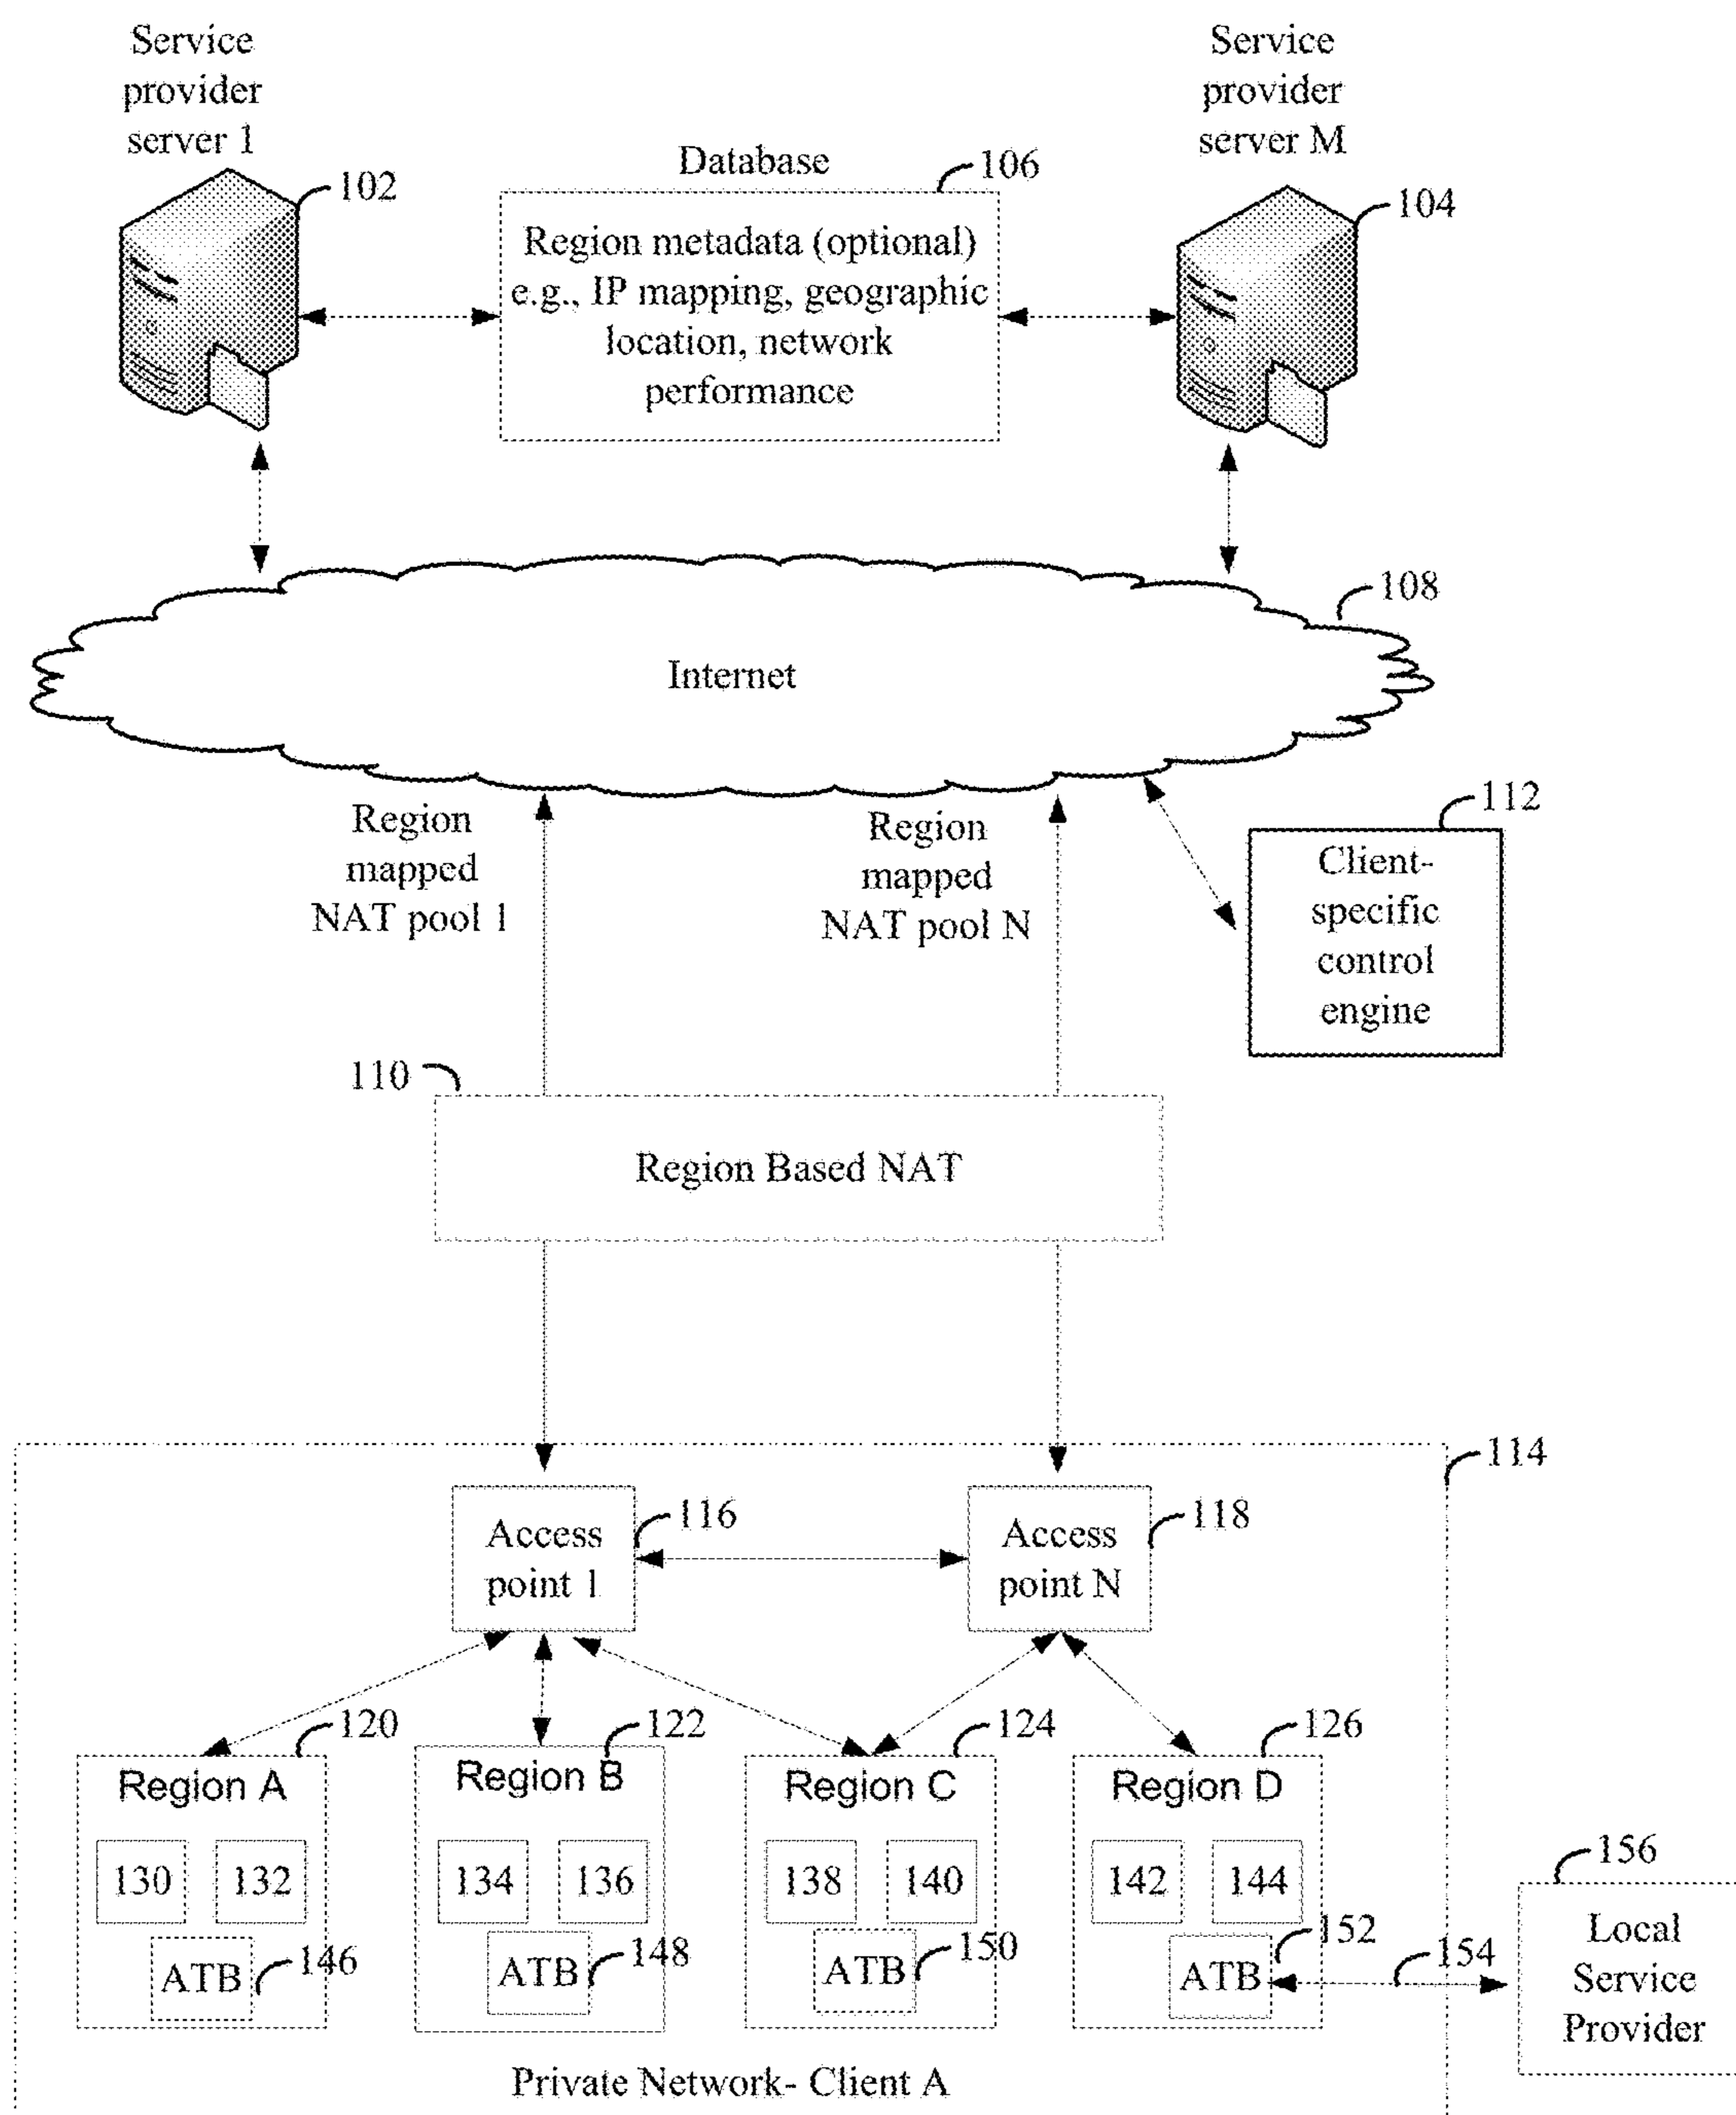 Service
provider
server 1
Service
provider
server M
102
Database
106
104
Region metadata (optional)
e.g., IP mapping, geographic
location, network
performance
108
Internet
Region
mapped
NAT pool 1
Region
mapped
NAT pool N
112
Client-
specific
control
engine
110
Region Based NAT
114
Access
point 1
116
Access
point N
118
120
122
124
126
Region A
Region B
Region C
Region D
130
132
134
136
138
140
142
144
ATB
146
ATB
148
ATB
150
ATB
152
154
156
Local
Service
Provider
Private Network- Client A